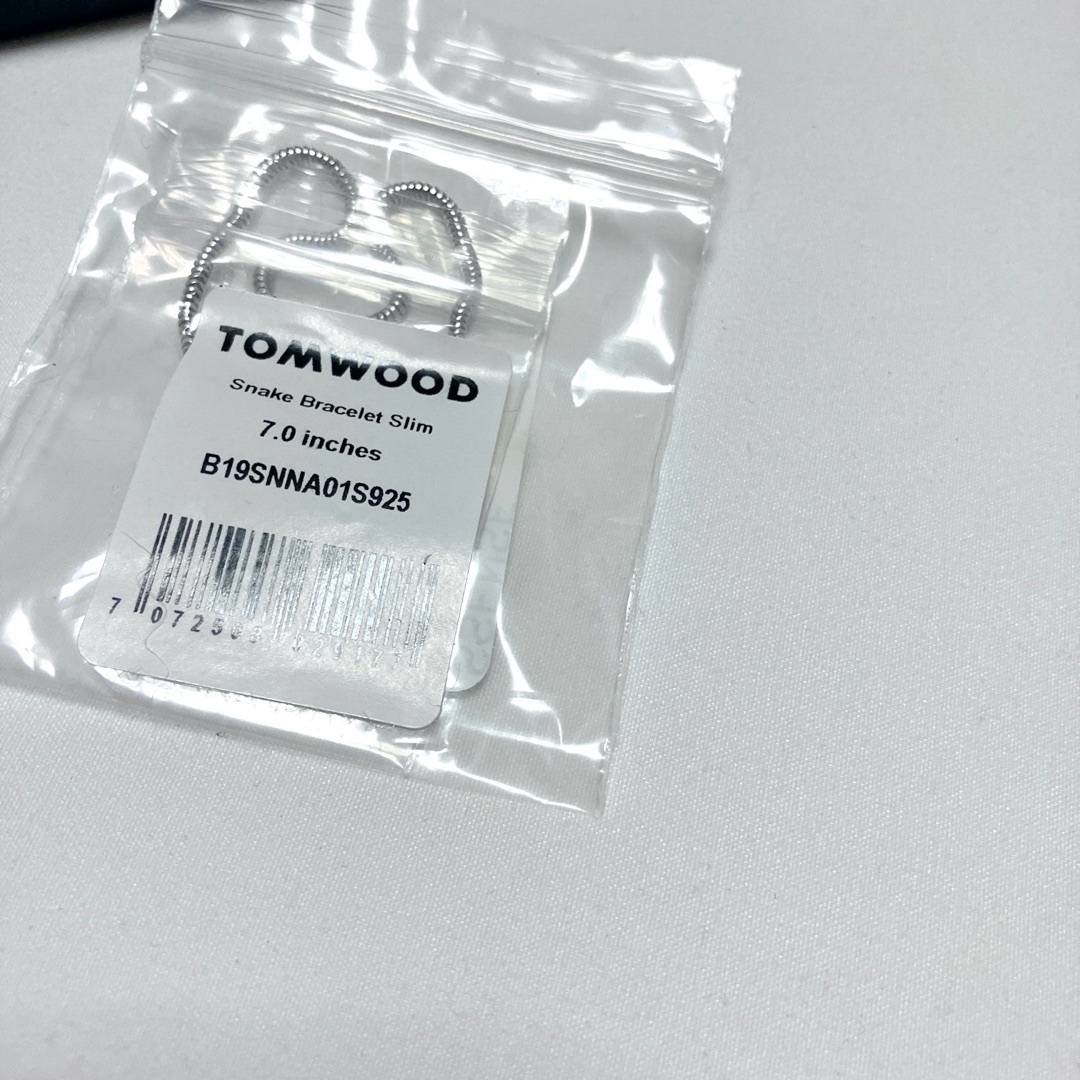 TOMWOOD
Snake Bracelet Slim
7.0 inches
B19SNNA01S925